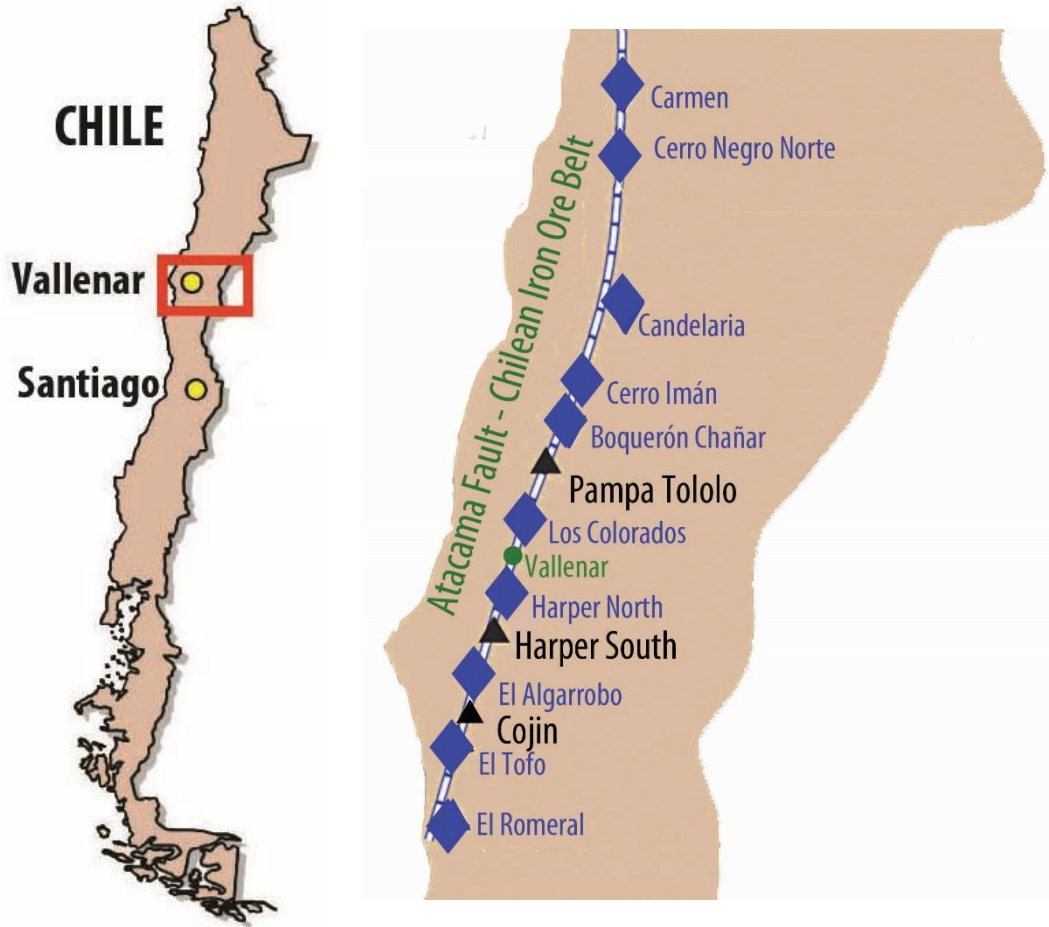 CHILE
Vallenar
Santiago
Atacama Fault - Chilean Iron Ore Belt
Carmen
Cerro Negro Norte
Candelaria
Cerro Imán
Boquerón Chañar
Pampa Tololo
Los Colorados
Vallenar
Harper North
Harper South
El Algarrobo
Cojin
El Tofo
El Romeral